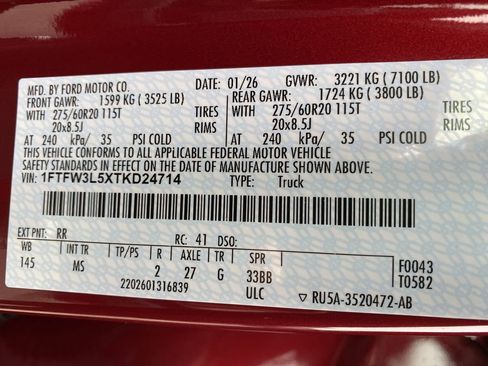 MFD. BY FORD MOTOR CO.
DATE: 01/26 GVWR: 3221 KG (7100 LB)
FRONT GAWR: 1599 KG (3525 LB) REAR GAWR: 1724 KG (3800 LB)
WITH 275/60R20 115T TIRES WITH 275/60R20 115T TIRES
20x8.5J RIMS 20x8.5J RIMS
AT 240 kPa/ 35 PSI COLD AT 240 kPa/ 35 PSI COLD
THIS VEHICLE CONFORMS TO ALL APPLICABLE FEDERAL MOTOR VEHICLE
SAFETY STANDARDS IN EFFECT ON THE DATE OF MANUFACTURE SHOWN ABOVE.
VIN: 1FTFW3L5XTKD24714 TYPE: Truck
EXT PNT: RR RC: 41 DSO:
WB INT TR TP/PS R AXLE TR SPR F0043
145 MS 2 27 G 33BB T0582
2202601316839 ULC ▽ RU5A-3520472-AB